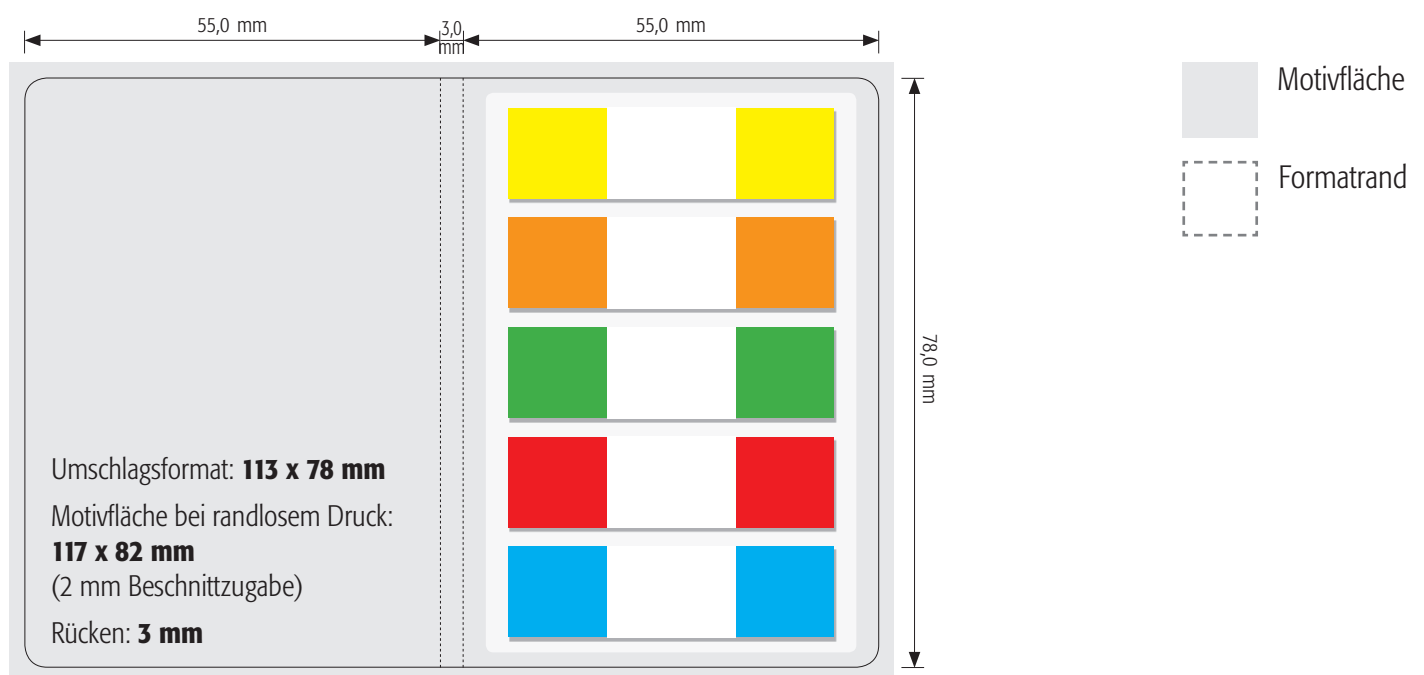 55,0 mm
3,0
mm
55,0 mm
Motivfläche
Formatrand
78,0 mm
Umschlagsformat: 113 x 78 mm
Motivfläche bei randlosem Druck:
117 x 82 mm
(2 mm Beschnittzugabe)
Rücken: 3 mm